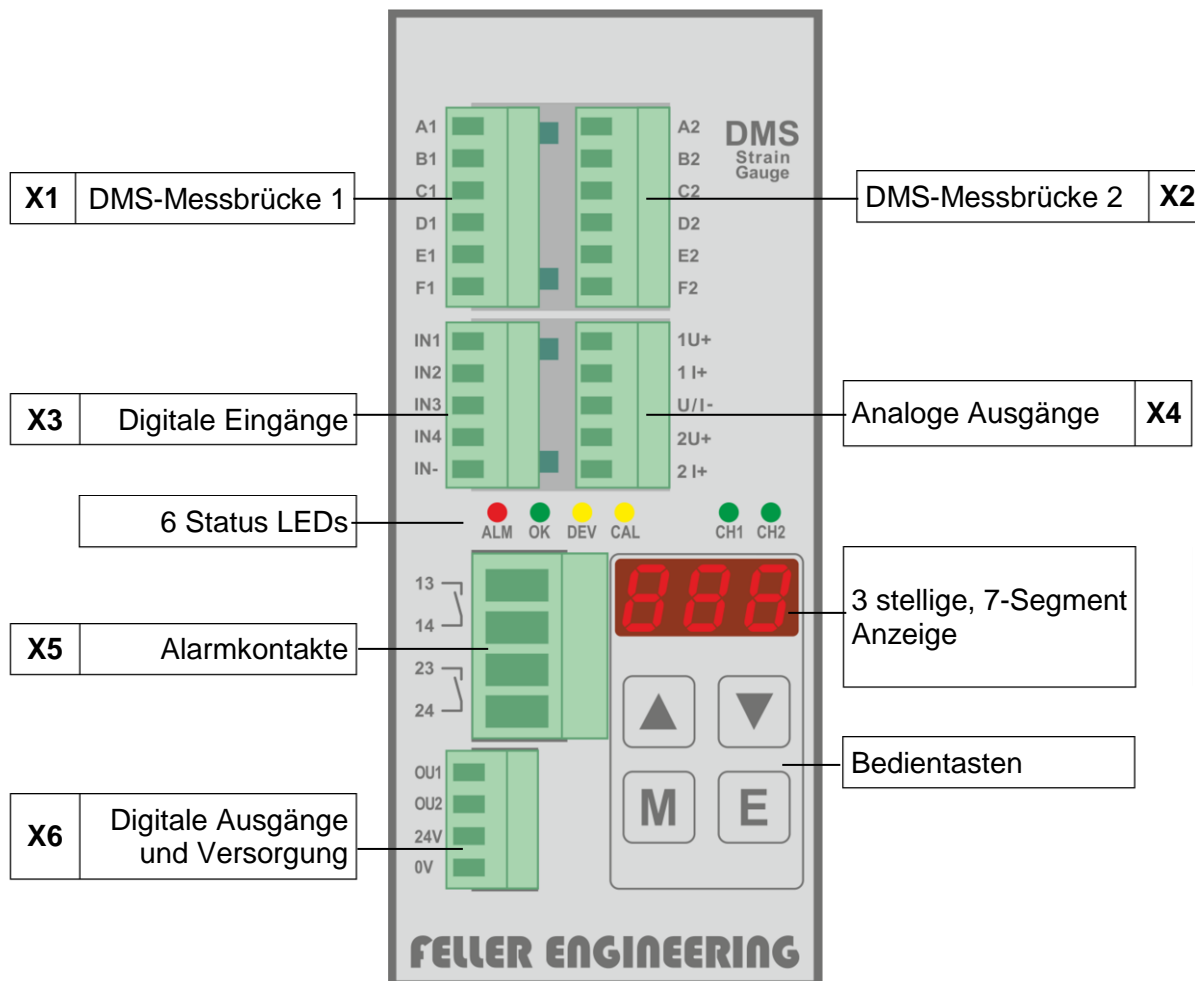 A1
B1
C1
D1
E1
F1
A2
B2
C2
D2
E2
F2
DMS
Strain
Gauge
X1 DMS-Messbrücke 1
DMS-Messbrücke 2 X2
IN1
IN2
IN3
IN4
IN-
1U+
1 I+
U/I-
2U+
2 I+
X3 Digitale Eingänge
Analoge Ausgänge X4
6 Status LEDs
ALM OK DEV CAL CH1 CH2
13
14
23
24
888
3 stellige, 7-Segment
Anzeige
X5 Alarmkontakte
M E
Bedientasten
OU1
OU2
24V
0V
X6 Digitale Ausgänge
und Versorgung
FELLER ENGINEERING